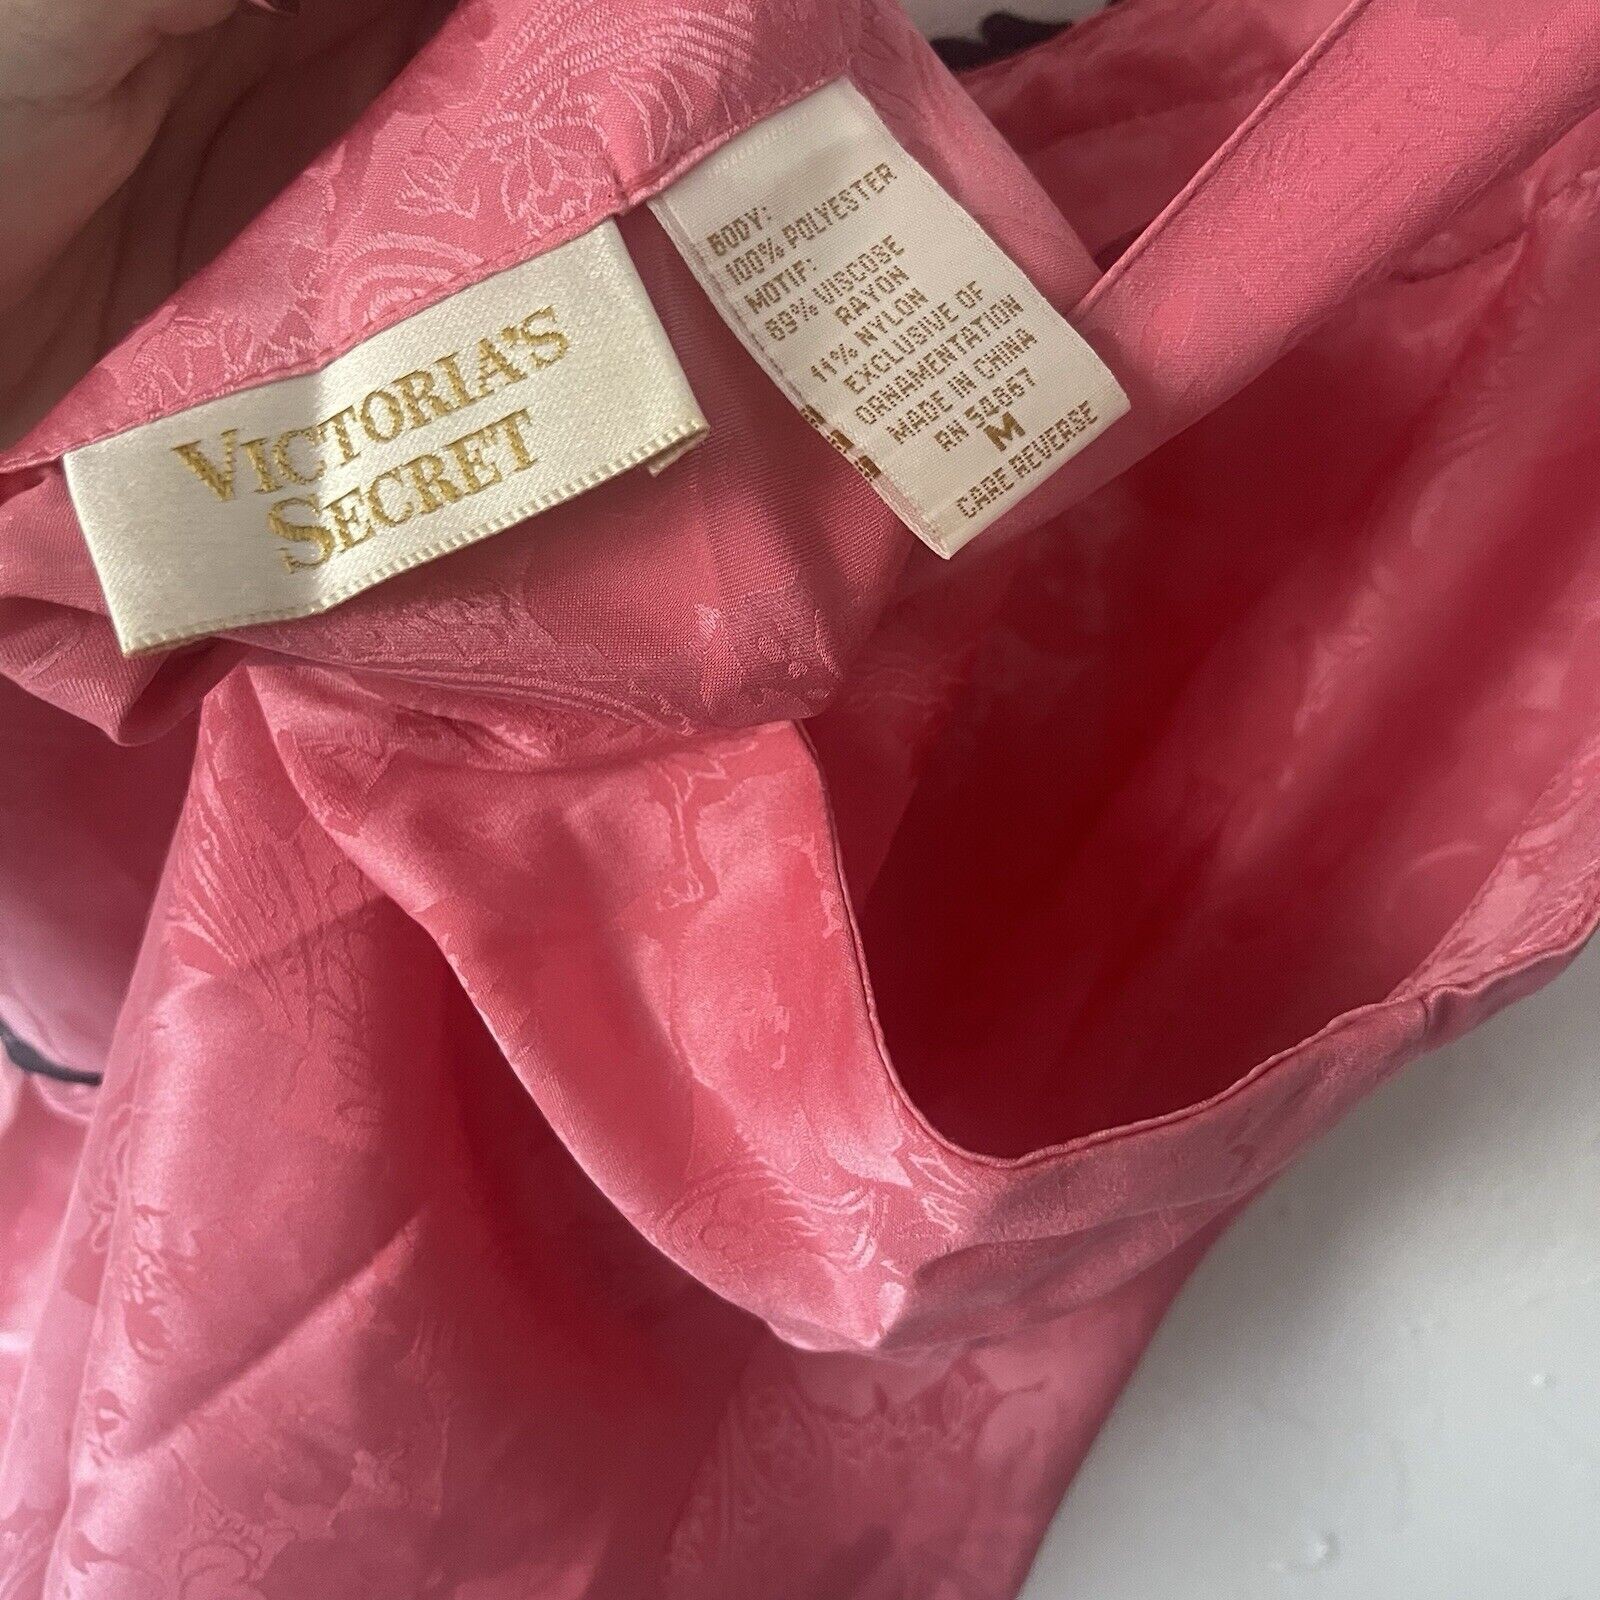 VICTORIA'S
SECRET
BODY:
100% POLYESTER
MOTIF:
89% VISCOSE
RAYON
11% NYLON
EXCLUSIVE OF
ORNAMENTATION
MADE IN CHINA
RN 54867
M
CARE REVERSE